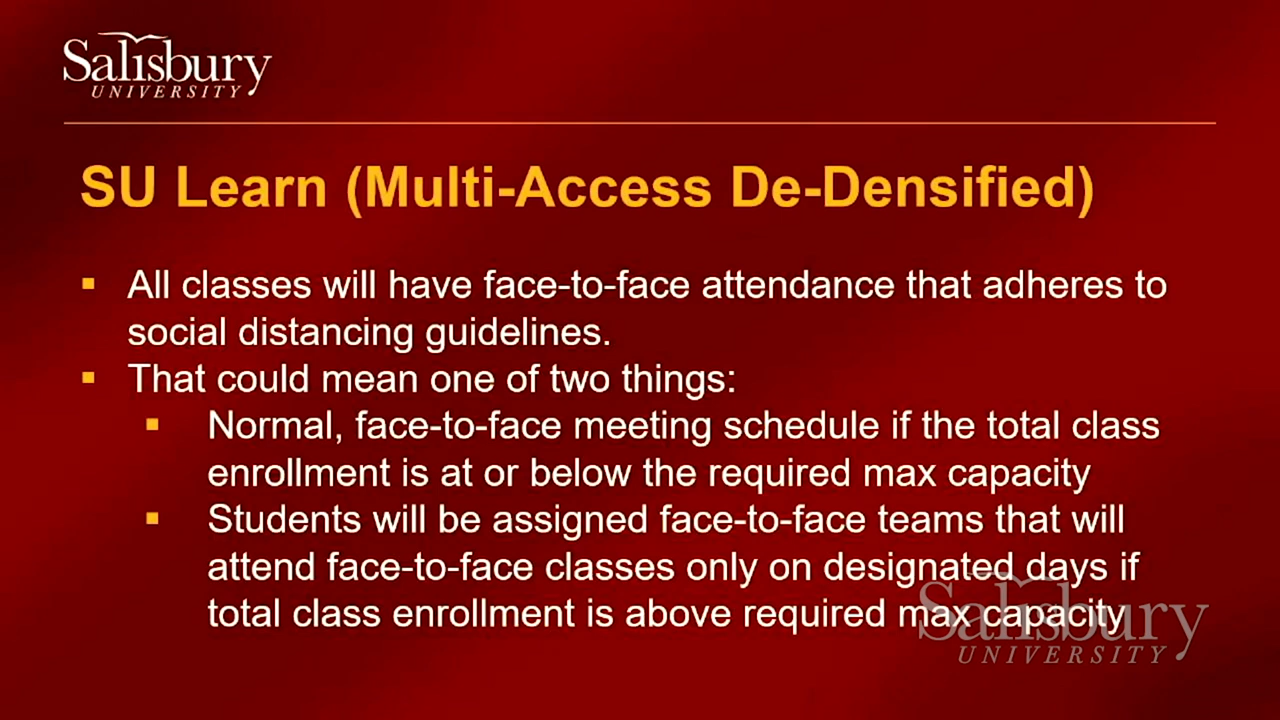 Salisbury
UNIVERSITY
SU Learn (Multi-Access De-Densified)
▪ All classes will have face-to-face attendance that adheres to
social distancing guidelines.
▪ That could mean one of two things:
▪ Normal, face-to-face meeting schedule if the total class
enrollment is at or below the required max capacity
▪ Students will be assigned face-to-face teams that will
attend face-to-face classes only on designated days if
total class enrollment is above required max capacity
Salisbury
UNIVERSITY